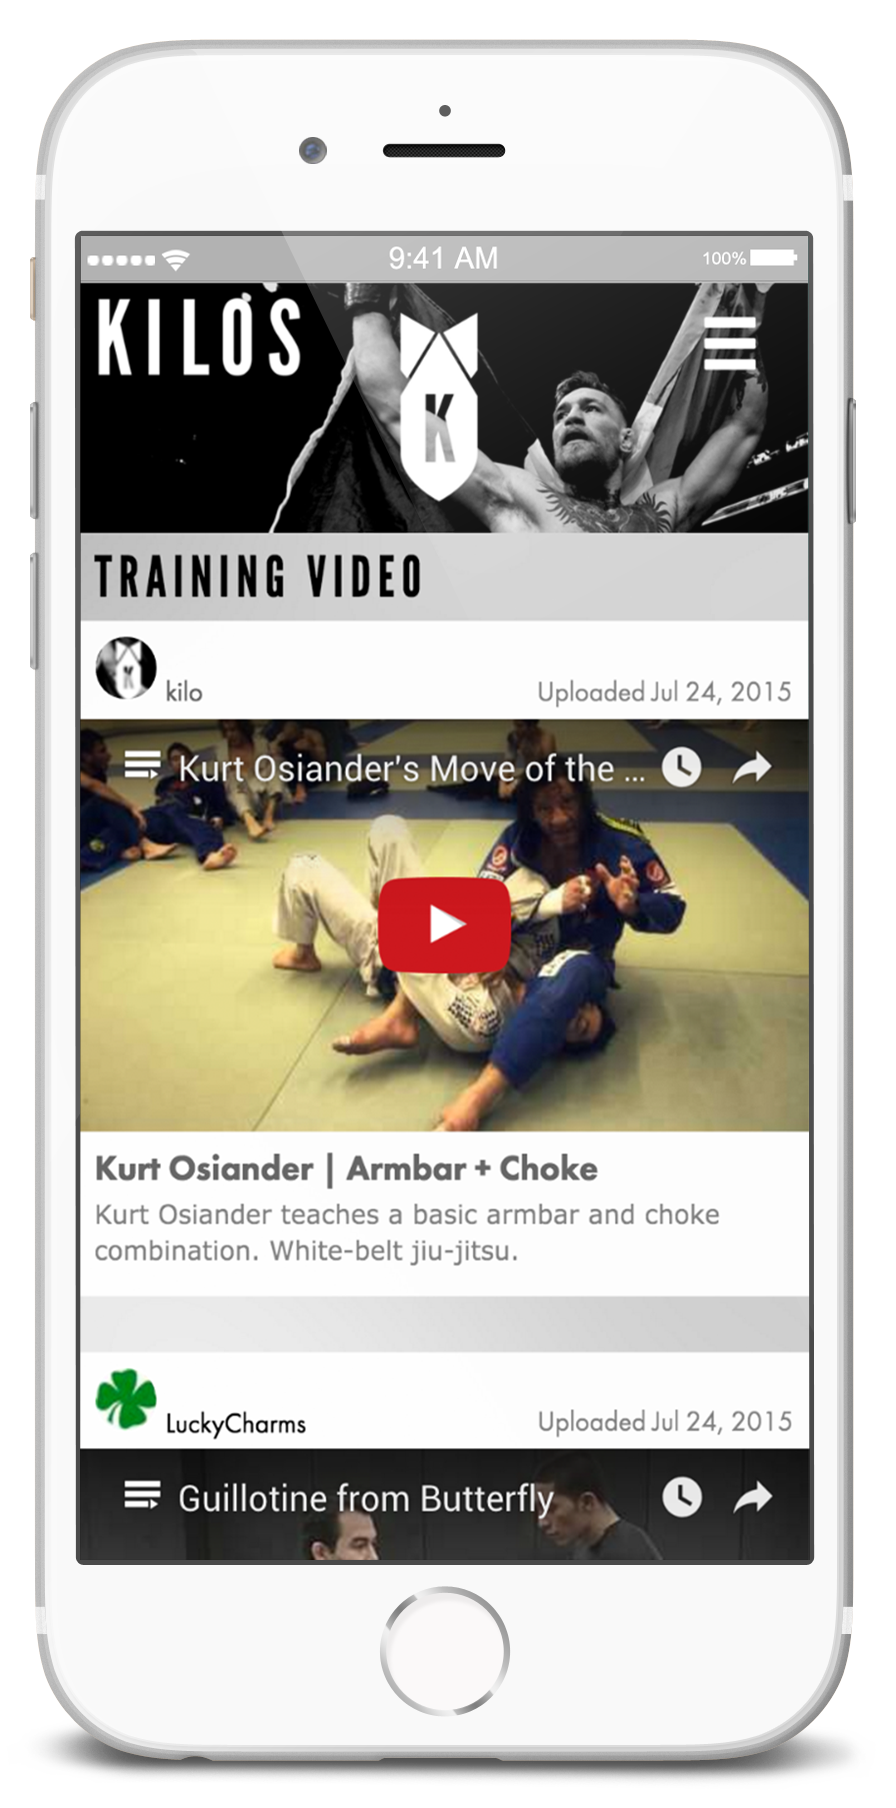 9:41 AM
100%
KILOS
K
TRAINING VIDEO
K
kilo
Uploaded Jul 24, 2015
Kurt Osiander's Move of the ...
Kurt Osiander | Armbar + Choke
Kurt Osiander teaches a basic armbar and choke
combination. White-belt jiu-jitsu.
LuckyCharms
Uploaded Jul 24, 2015
Guillotine from Butterfly